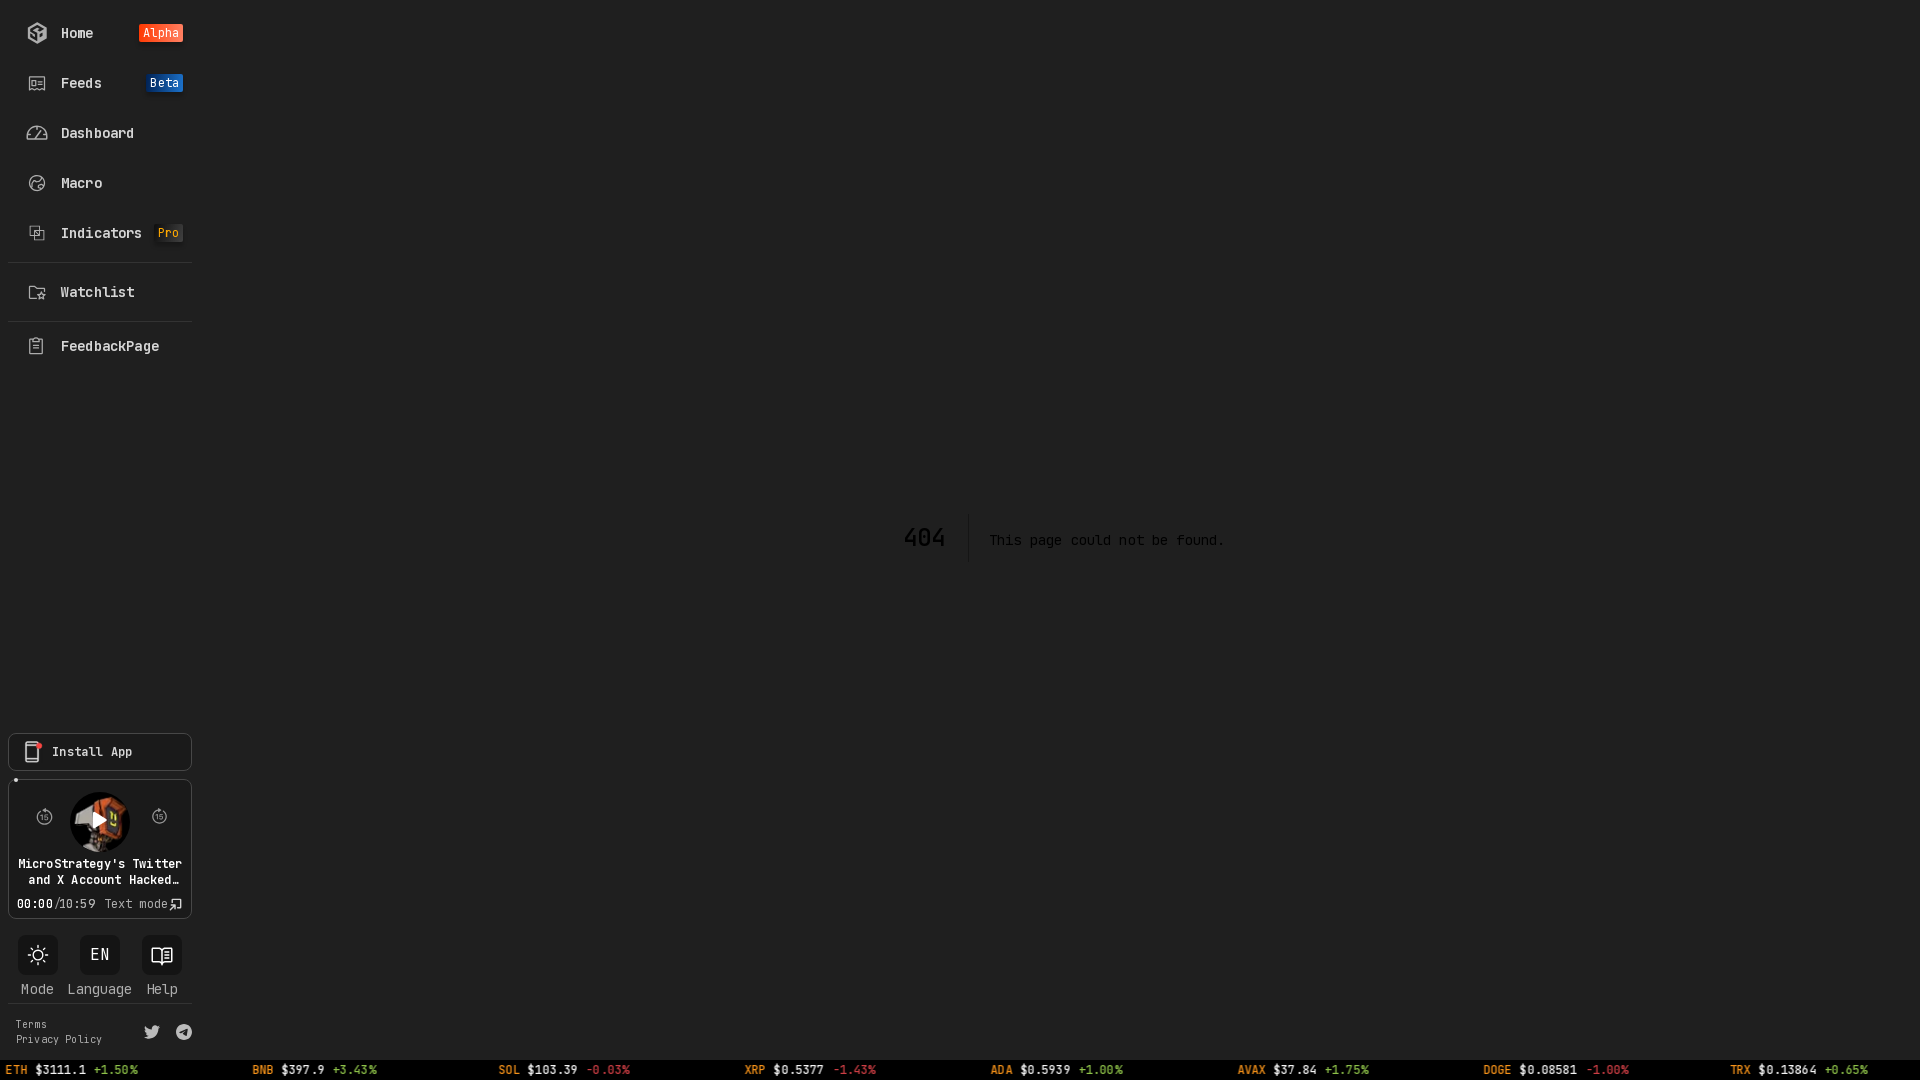 Home Alpha
Feeds Beta
Dashboard
Macro
Indicators Pro
Watchlist
FeedbackPage
404
This page could not be found.
Install App
15
15
MicroStrategy's Twitter
and X Account Hacked…
00:00/10:59 Text mode
EN
Mode Language Help
Terms
Privacy Policy
ETH $3111.1 +1.50% BNB $397.9 +3.43% SOL $103.39 -0.03% XRP $0.5377 -1.43% ADA $0.5939 +1.00% AVAX $37.84 +1.75% DOGE $0.08581 -1.00% TRX $0.13864 +0.65%